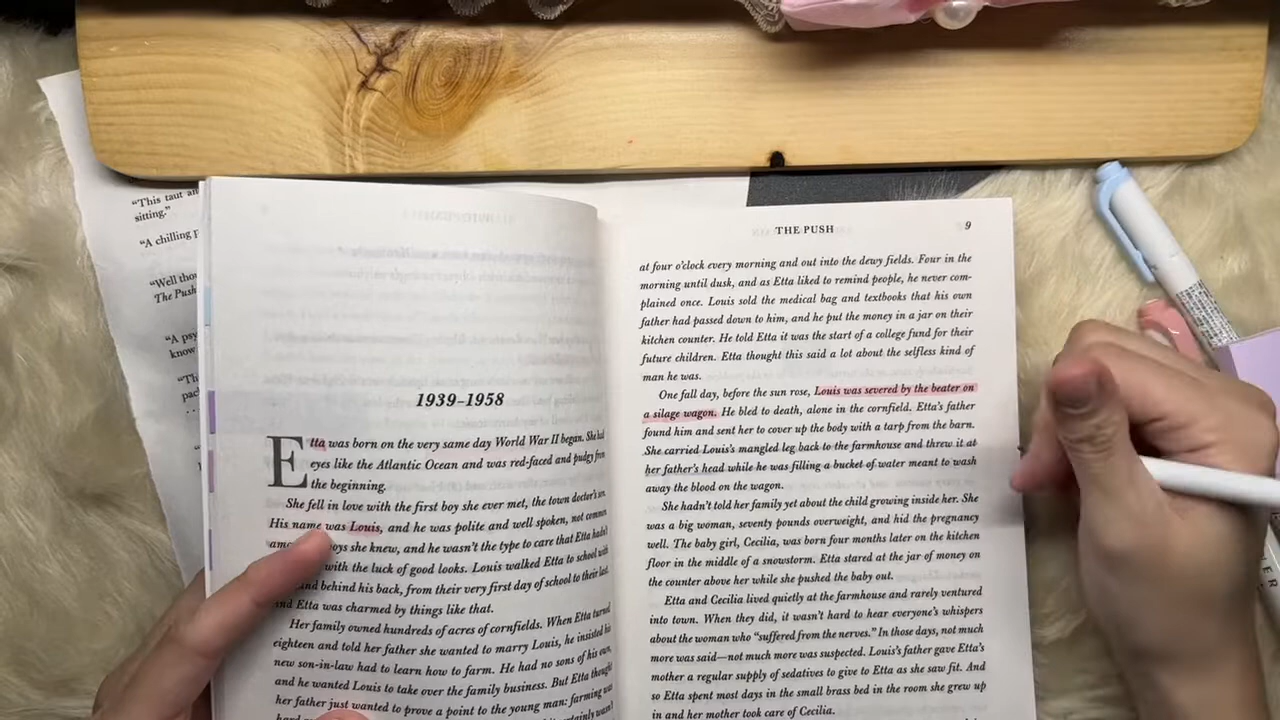 “This taut an
sitting.”
“A chilling p
“Well thou
The Push
“A psy
know
“Th
pac
1939–1958
Etta was born on the very same day World War II began. She had
eyes like the Atlantic Ocean and was red-faced and pudgy from
the beginning.
She fell in love with the first boy she ever met, the town doctor’s son.
His name was Louis, and he was polite and well spoken, not common
boys she knew, and he wasn’t the type to care that Etta hadn’t
with the luck of good looks. Louis walked Etta to school with
and behind his back, from their very first day of school to their last.
And Etta was charmed by things like that.
Her family owned hundreds of acres of cornfields. When Etta turned
eighteen and told her father she wanted to marry Louis, he insisted his
new son-in-law had to learn how to farm. He had no sons of his own,
and he wanted Louis to take over the family business. But Etta thought
her father just wanted to prove a point to the young man: farming was
THE PUSH 9
at four o’clock every morning and out into the dewy fields. Four in the
morning until dusk, and as Etta liked to remind people, he never com-
plained once. Louis sold the medical bag and textbooks that his own
father had passed down to him, and he put the money in a jar on their
kitchen counter. He told Etta it was the start of a college fund for their
future children. Etta thought this said a lot about the selfless kind of
man he was.
One fall day, before the sun rose, Louis was severed by the beater on
a silage wagon. He bled to death, alone in the cornfield. Etta’s father
found him and sent her to cover up the body with a tarp from the barn.
She carried Louis’s mangled leg back to the farmhouse and threw it at
her father’s head while he was filling a bucket of water meant to wash
away the blood on the wagon.
She hadn’t told her family yet about the child growing inside her. She
was a big woman, seventy pounds overweight, and hid the pregnancy
well. The baby girl, Cecilia, was born four months later on the kitchen
floor in the middle of a snowstorm. Etta stared at the jar of money on
the counter above her while she pushed the baby out.
Etta and Cecilia lived quietly at the farmhouse and rarely ventured
into town. When they did, it wasn’t hard to hear everyone’s whispers
about the woman who “suffered from the nerves.” In those days, not much
more was said—not much more was suspected. Louis’s father gave Etta’s
mother a regular supply of sedatives to give to Etta as she saw fit. And
so Etta spent most days in the small brass bed in the room she grew up
in and her mother took care of Cecilia.